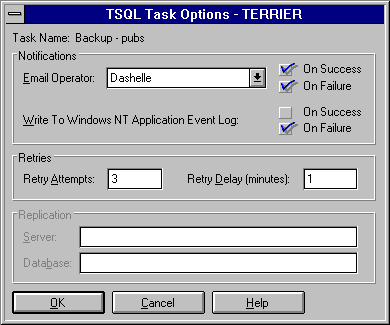 TSQL Task Options - TERRIER
Task Name: Backup - pubs
Notifications
Email Operator: Dashelle
On Success
On Failure
Write To Windows NT Application Event Log:
On Success
On Failure
Retries
Retry Attempts: 3 Retry Delay (minutes): 1
Replication
Server:
Database:
OK Cancel Help